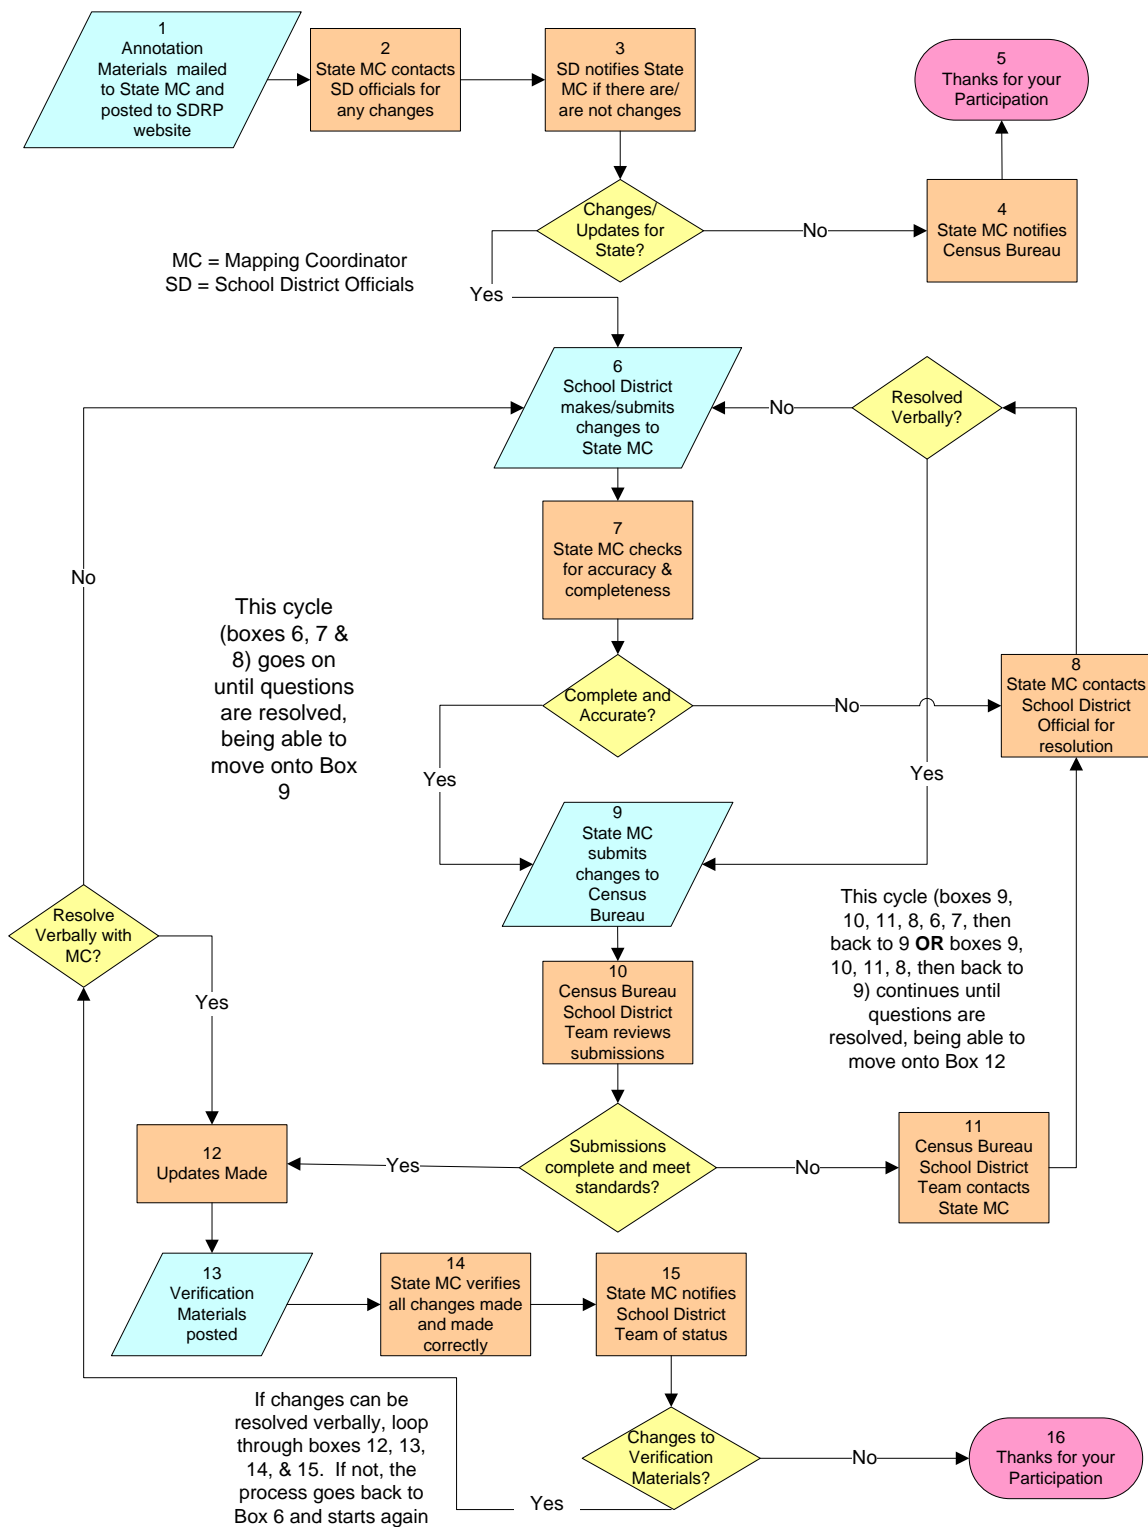 1
Annotation
Materials mailed
to State MC and
posted to SDRP
website
2
State MC contacts
SD officials for
any changes
3
SD notifies State
MC if there are/
are not changes
5
Thanks for your
Participation
Changes/
Updates for
State?
No
4
State MC notifies
Census Bureau
MC = Mapping Coordinator
SD = School District Officials
Yes
6
School District
makes/submits
changes to
State MC
No
Resolved
Verbally?
7
State MC checks
for accuracy &
completeness
No
This cycle
(boxes 6, 7 &
8) goes on
until questions
are resolved,
being able to
move onto Box
9
Complete and
Accurate?
No
8
State MC contacts
School District
Official for
resolution
Yes
Yes
9
State MC
submits
changes to
Census
Bureau
This cycle (boxes 9,
10, 11, 8, 6, 7, then
back to 9 OR boxes 9,
10, 11, 8, then back to
9) continues until
questions are
resolved, being able to
move onto Box 12
Resolve
Verbally with
MC?
Yes
10
Census Bureau
School District
Team reviews
submissions
12
Updates Made
Yes
Submissions
complete and meet
standards?
No
11
Census Bureau
School District
Team contacts
State MC
13
Verification
Materials
posted
14
State MC verifies
all changes made
and made
correctly
15
State MC notifies
School District
Team of status
If changes can be
resolved verbally, loop
through boxes 12, 13,
14, & 15.  If not, the
process goes back to
Box 6 and starts again
Yes
Changes to
Verification
Materials?
No
16
Thanks for your
Participation